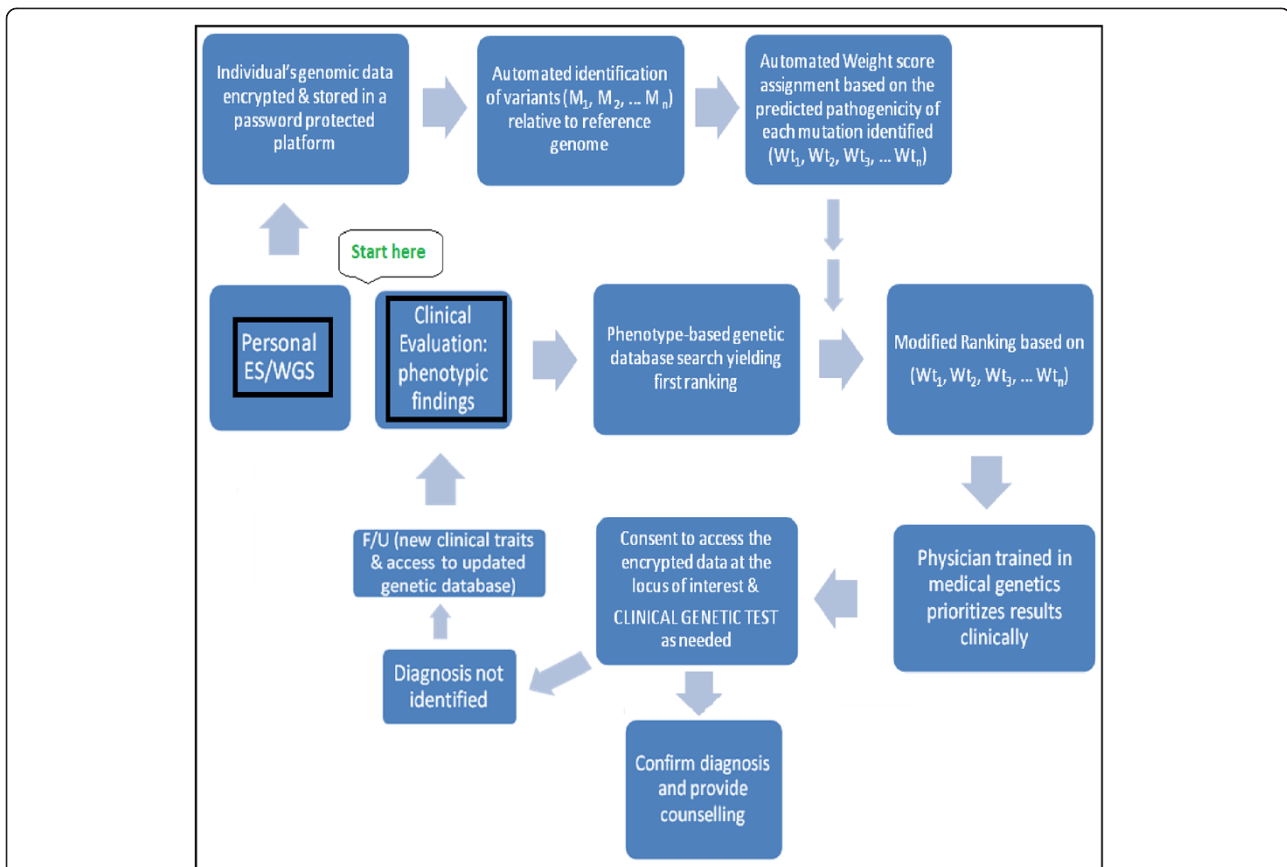 Individual's genomic data
encrypted & stored in a
password protected
platform
Automated identification
of variants (M₁, M₂, ... Mₙ)
relative to reference
genome
Automated Weight score
assignment based on the
predicted pathogenicity of
each mutation identified
(Wt₁, Wt₂, Wt₃, ... Wtₙ)
Start here
Personal
ES/WGS
Clinical
Evaluation:
phenotypic
findings
Phenotype-based genetic
database search yielding
first ranking
Modified Ranking based on
(Wt₁, Wt₂, Wt₃, ... Wtₙ)
Physician trained in
medical genetics
prioritizes results
clinically
Consent to access the
encrypted data at the
locus of interest &
CLINICAL GENETIC TEST
as needed
F/U (new clinical traits
& access to updated
genetic database)
Diagnosis not
identified
Confirm diagnosis
and provide
counselling